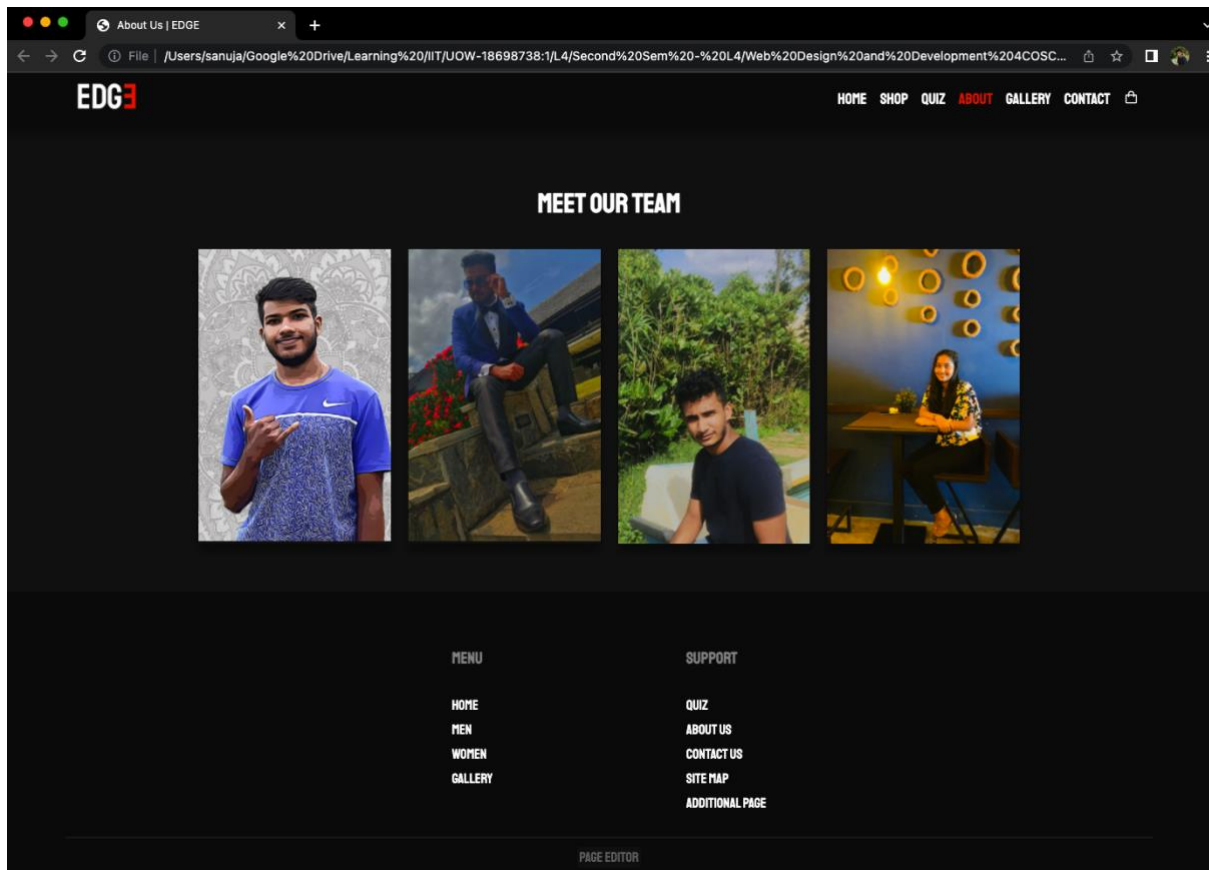 About Us | EDGE
File | /Users/sanuja/Google%20Drive/Learning%20/IIT/UOW-18698738:1/L4/Second%20Sem%20-%20L4/Web%20Design%20and%20Development%204COSC...
EDGE
HOME SHOP QUIZ ABOUT GALLERY CONTACT
MEET OUR TEAM
MENU
HOME
MEN
WOMEN
GALLERY
SUPPORT
QUIZ
ABOUT US
CONTACT US
SITE MAP
ADDITIONAL PAGE
PAGE EDITOR